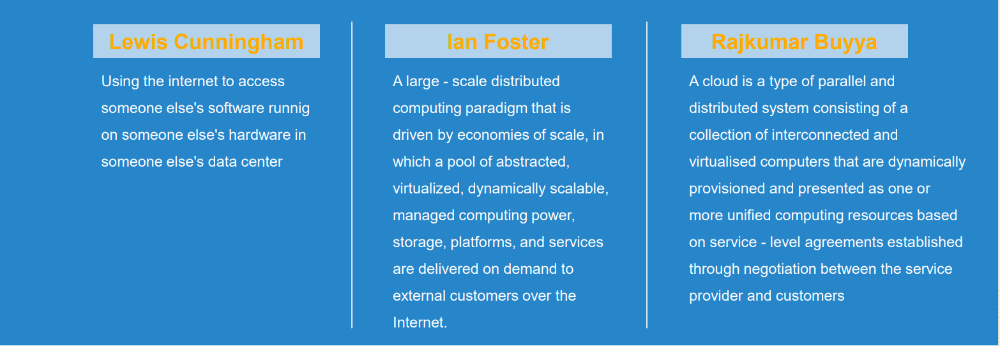 Lewis Cunningham
Using the internet to access
someone else's software runnig
on someone else's hardware in
someone else's data center
Ian Foster
A large - scale distributed
computing paradigm that is
driven by economies of scale, in
which a pool of abstracted,
virtualized, dynamically scalable,
managed computing power,
storage, platforms, and services
are delivered on demand to
external customers over the
Internet.
Rajkumar Buyya
A cloud is a type of parallel and
distributed system consisting of a
collection of interconnected and
virtualised computers that are dynamically
provisioned and presented as one or
more unified computing resources based
on service - level agreements established
through negotiation between the service
provider and customers